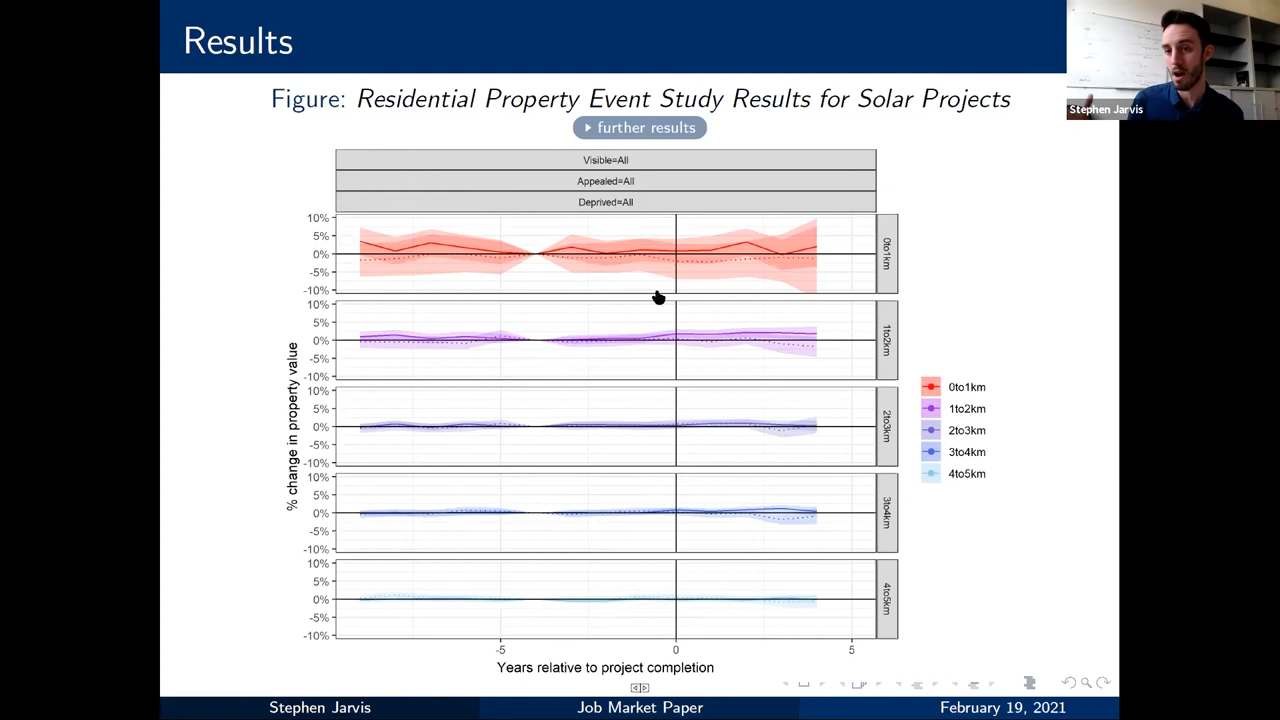 Results
Stephen Jarvis
Figure: Residential Property Event Study Results for Solar Projects
further results
Visible=All
Appealed=All
Deprived=All
10%
5%
0%
-5%
-10%
0to1km
10%
5%
0%
-5%
-10%
1to2km
10%
5%
0%
-5%
-10%
2to3km
10%
5%
0%
-5%
-10%
3to4km
10%
5%
0%
-5%
-10%
4to5km
% change in property value
-5 0 5
Years relative to project completion
0to1km
1to2km
2to3km
3to4km
4to5km
Stephen Jarvis Job Market Paper February 19, 2021